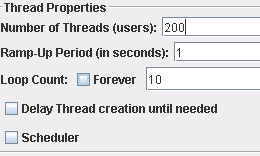 Thread Properties
Number of Threads (users): 200
Ramp-Up Period (in seconds): 1
Loop Count: Forever 10
Delay Thread creation until needed
Scheduler